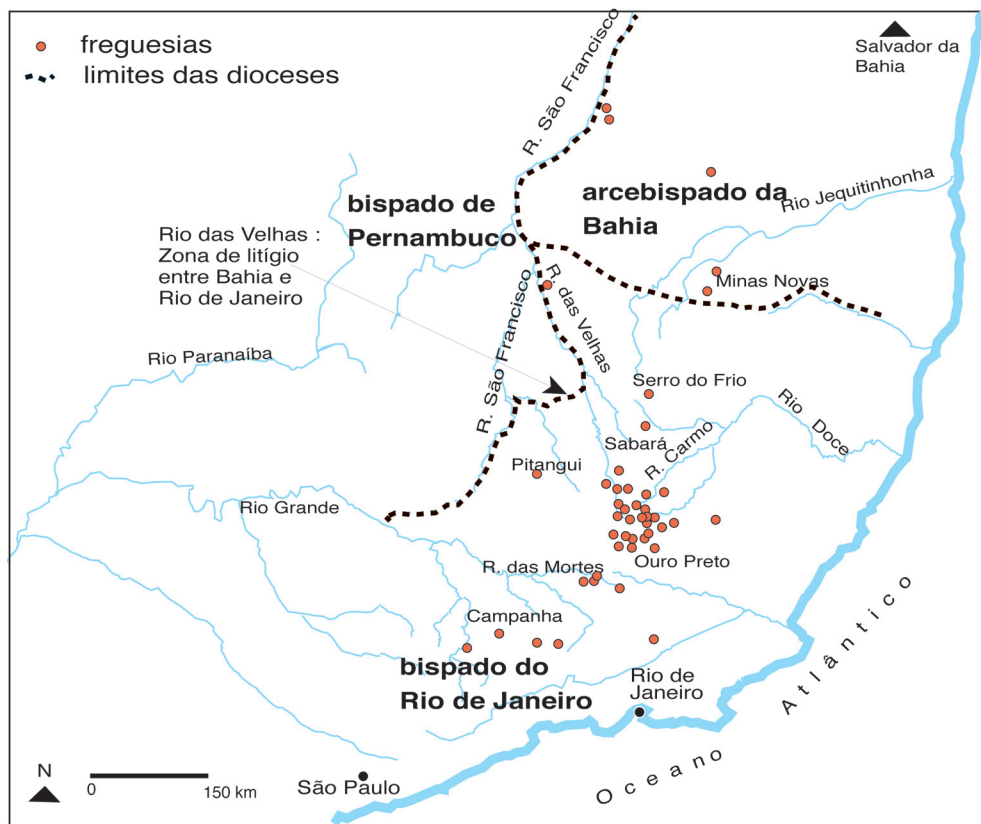 freguesias
limites das dioceses
R. São Francisco
Salvador da
Bahia
bispado de
Pernambuco
arcebispado da
Bahia
Rio Jequitinhonha
Rio das Velhas :
Zona de litígio
entre Bahia e
Rio de Janeiro
R. São Francisco
R. das Velhas
Minas Novas
Rio Paranaíba
Serro do Frio
Rio Doce
Sabará
R. Carmo
Pitangui
Rio Grande
Ouro Preto
R. das Mortes
Campanha
bispado do
Rio de Janeiro
Rio de
Janeiro
Oceano Atlântico
São Paulo
N
0 150 km